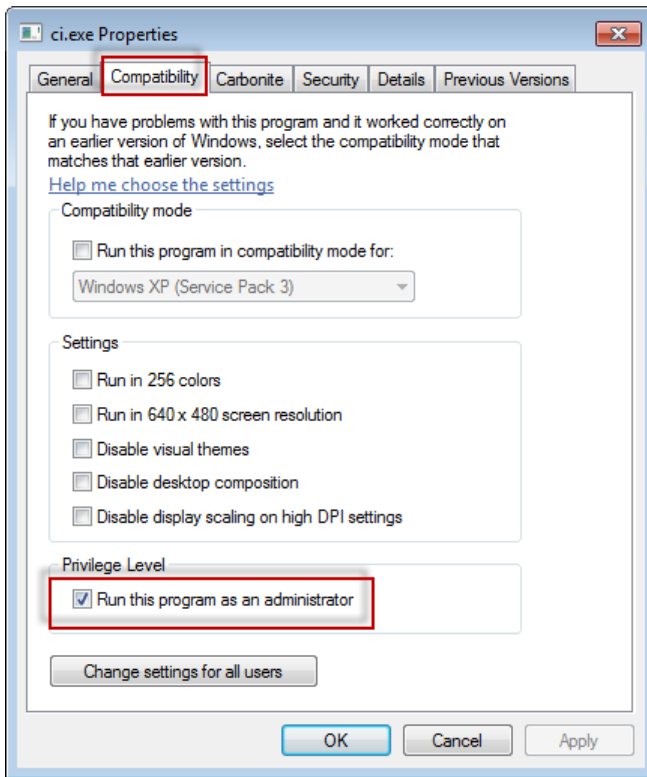 ci.exe Properties
General Compatibility Carbonite Security Details Previous Versions
If you have problems with this program and it worked correctly on
an earlier version of Windows, select the compatibility mode that
matches that earlier version.
Help me choose the settings
Compatibility mode
Run this program in compatibility mode for:
Windows XP (Service Pack 3)
Settings
Run in 256 colors
Run in 640 x 480 screen resolution
Disable visual themes
Disable desktop composition
Disable display scaling on high DPI settings
Privilege Level
Run this program as an administrator
Change settings for all users
OK Cancel Apply